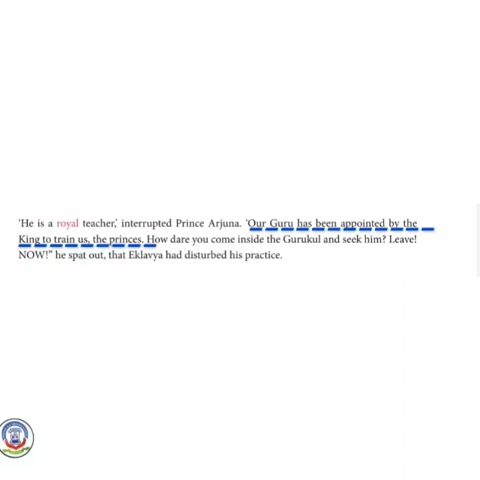 'He is a royal teacher,' interrupted Prince Arjuna. 'Our Guru has been appointed by the
King to train us, the princes. How dare you come inside the Gurukul and seek him? Leave!
NOW!" he spat out, that Eklavya had disturbed his practice.